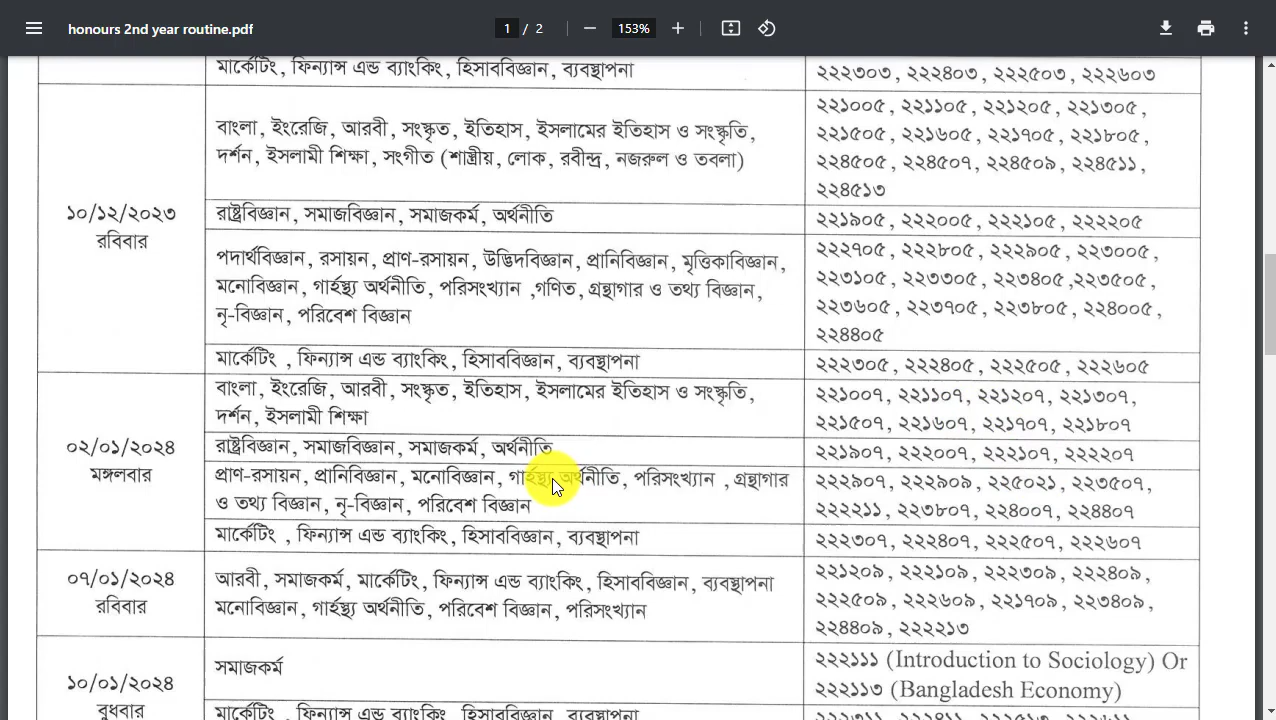 honours 2nd year routine.pdf
1 / 2
153%
মার্কেটিং, ফিন্যান্স এন্ড ব্যাংকিং, হিসাববিজ্ঞান, ব্যবস্থাপনা
২২২৩০৩, ২২২৪০৩, ২২২৫০৩, ২২২৬০৩
১০/১২/২০২৩
রবিবার
বাংলা, ইংরেজি, আরবী, সংস্কৃত, ইতিহাস, ইসলামের ইতিহাস ও সংস্কৃতি,
দর্শন, ইসলামী শিক্ষা, সংগীত (শাস্ত্রীয়, লোক, রবীন্দ্র, নজরুল ও তবলা)
২২১০০৫, ২২১১০৫, ২২১২০৫, ২২১৩০৫,
২২১৫০৫, ২২১৬০৫, ২২১৭০৫, ২২১৮০৫,
২২৪৫০৫, ২২৪৫০৭, ২২৪৫০৯, ২২৪৫১১,
২২৪৫১৩
রাষ্ট্রবিজ্ঞান, সমাজবিজ্ঞান, সমাজকর্ম, অর্থনীতি
২২১৯০৫, ২২২০০৫, ২২২১০৫, ২২২২০৫
পদার্থবিজ্ঞান, রসায়ন, প্রাণ-রসায়ন, উদ্ভিদবিজ্ঞান, প্রানিবিজ্ঞান, মৃত্তিকাবিজ্ঞান,
মনোবিজ্ঞান, গার্হস্থ্য অর্থনীতি, পরিসংখ্যান ,গণিত, গ্রন্থাগার ও তথ্য বিজ্ঞান,
নৃ-বিজ্ঞান, পরিবেশ বিজ্ঞান
২২২৭০৫, ২২২৮০৫, ২২২৯০৫, ২২৩০০৫,
২২৩১০৫, ২২৩৩০৫, ২২৩৪০৫ ,২২৩৫০৫,
২২৩৬০৫, ২২৩৭০৫, ২২৩৮০৫, ২২৪০০৫,
২২৪৪০৫
মার্কেটিং , ফিন্যান্স এন্ড ব্যাংকিং, হিসাববিজ্ঞান, ব্যবস্থাপনা
২২২৩০৫, ২২২৪০৫, ২২২৫০৫, ২২২৬০৫
০২/০১/২০২৪
মঙ্গলবার
বাংলা, ইংরেজি, আরবী, সংস্কৃত, ইতিহাস, ইসলামের ইতিহাস ও সংস্কৃতি,
দর্শন, ইসলামী শিক্ষা
২২১০০৭, ২২১১০৭, ২২১২০৭, ২২১৩০৭,
২২১৫০৭, ২২১৬০৭, ২২১৭০৭, ২২১৮০৭
রাষ্ট্রবিজ্ঞান, সমাজবিজ্ঞান, সমাজকর্ম, অর্থনীতি
২২১৯০৭, ২২২০০৭, ২২২১০৭, ২২২২০৭
প্রাণ-রসায়ন, প্রানিবিজ্ঞান, মনোবিজ্ঞান, গার্হস্থ্য অর্থনীতি, পরিসংখ্যান , গ্রন্থাগার
ও তথ্য বিজ্ঞান, নৃ-বিজ্ঞান, পরিবেশ বিজ্ঞান
২২২৯০৭, ২২২৯০৯, ২২৫০২১, ২২৩৫০৭,
২২২২১১, ২২৩৮০৭, ২২৪০০৭, ২২৪৪০৭
মার্কেটিং , ফিন্যান্স এন্ড ব্যাংকিং, হিসাববিজ্ঞান, ব্যবস্থাপনা
২২২৩০৭, ২২২৪০৭, ২২২৫০৭, ২২২৬০৭
০৭/০১/২০২৪
রবিবার
আরবী, সমাজকর্ম, মার্কেটিং, ফিন্যান্স এন্ড ব্যাংকিং, হিসাববিজ্ঞান, ব্যবস্থাপনা
মনোবিজ্ঞান, গার্হস্থ্য অর্থনীতি, পরিবেশ বিজ্ঞান, পরিসংখ্যান
২২১২০৯, ২২২১০৯, ২২২৩০৯, ২২২৪০৯,
২২২৫০৯, ২২২৬০৯, ২২১৭০৯, ২২৩৪০৯,
২২৪৪০৯, ২২২২১৩
১০/০১/২০২৪
বুধবার
সমাজকর্ম
২২২১১১ (Introduction to Sociology) Or
২২২১১৩ (Bangladesh Economy)
মার্কেটিং , ফিন্যান্স এন্ড ব্যাংকিং, হিসাববিজ্ঞান, ব্যবস্থাপনা
২২২৩১১, ২২২৪১১, ২২২৫১৩, ২২২৬১১